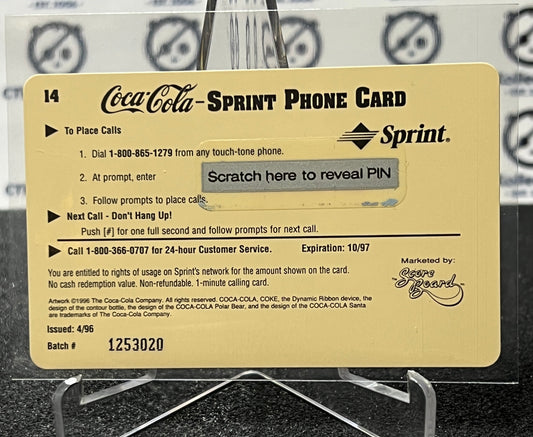 14
Coca-Cola - SPRINT PHONE CARD
▶ To Place Calls
Sprint®
1. Dial 1-800-865-1279 from any touch-tone phone.
2. At prompt, enter
Scratch here to reveal PIN
3. Follow prompts to place calls.
▶ Next Call - Don't Hang Up!
Push [#] for one full second and follow prompts for next call.
▶ Call 1-800-366-0707 for 24-hour Customer Service. Expiration: 10/97
You are entitled to rights of usage on Sprint's network for the amount shown on the card.
No cash redemption value. Non-refundable. 1-minute calling card.
Marketed by:
Score Board™
Artwork ©1996 The Coca-Cola Company. All rights reserved. COCA-COLA, COKE, the Dynamic Ribbon device, the
design of the contour bottle, the design of the COCA-COLA Polar Bear, and the design of the COCA-COLA Santa
are trademarks of The Coca-Cola Company.
Issued: 4/96
Batch # 1253020